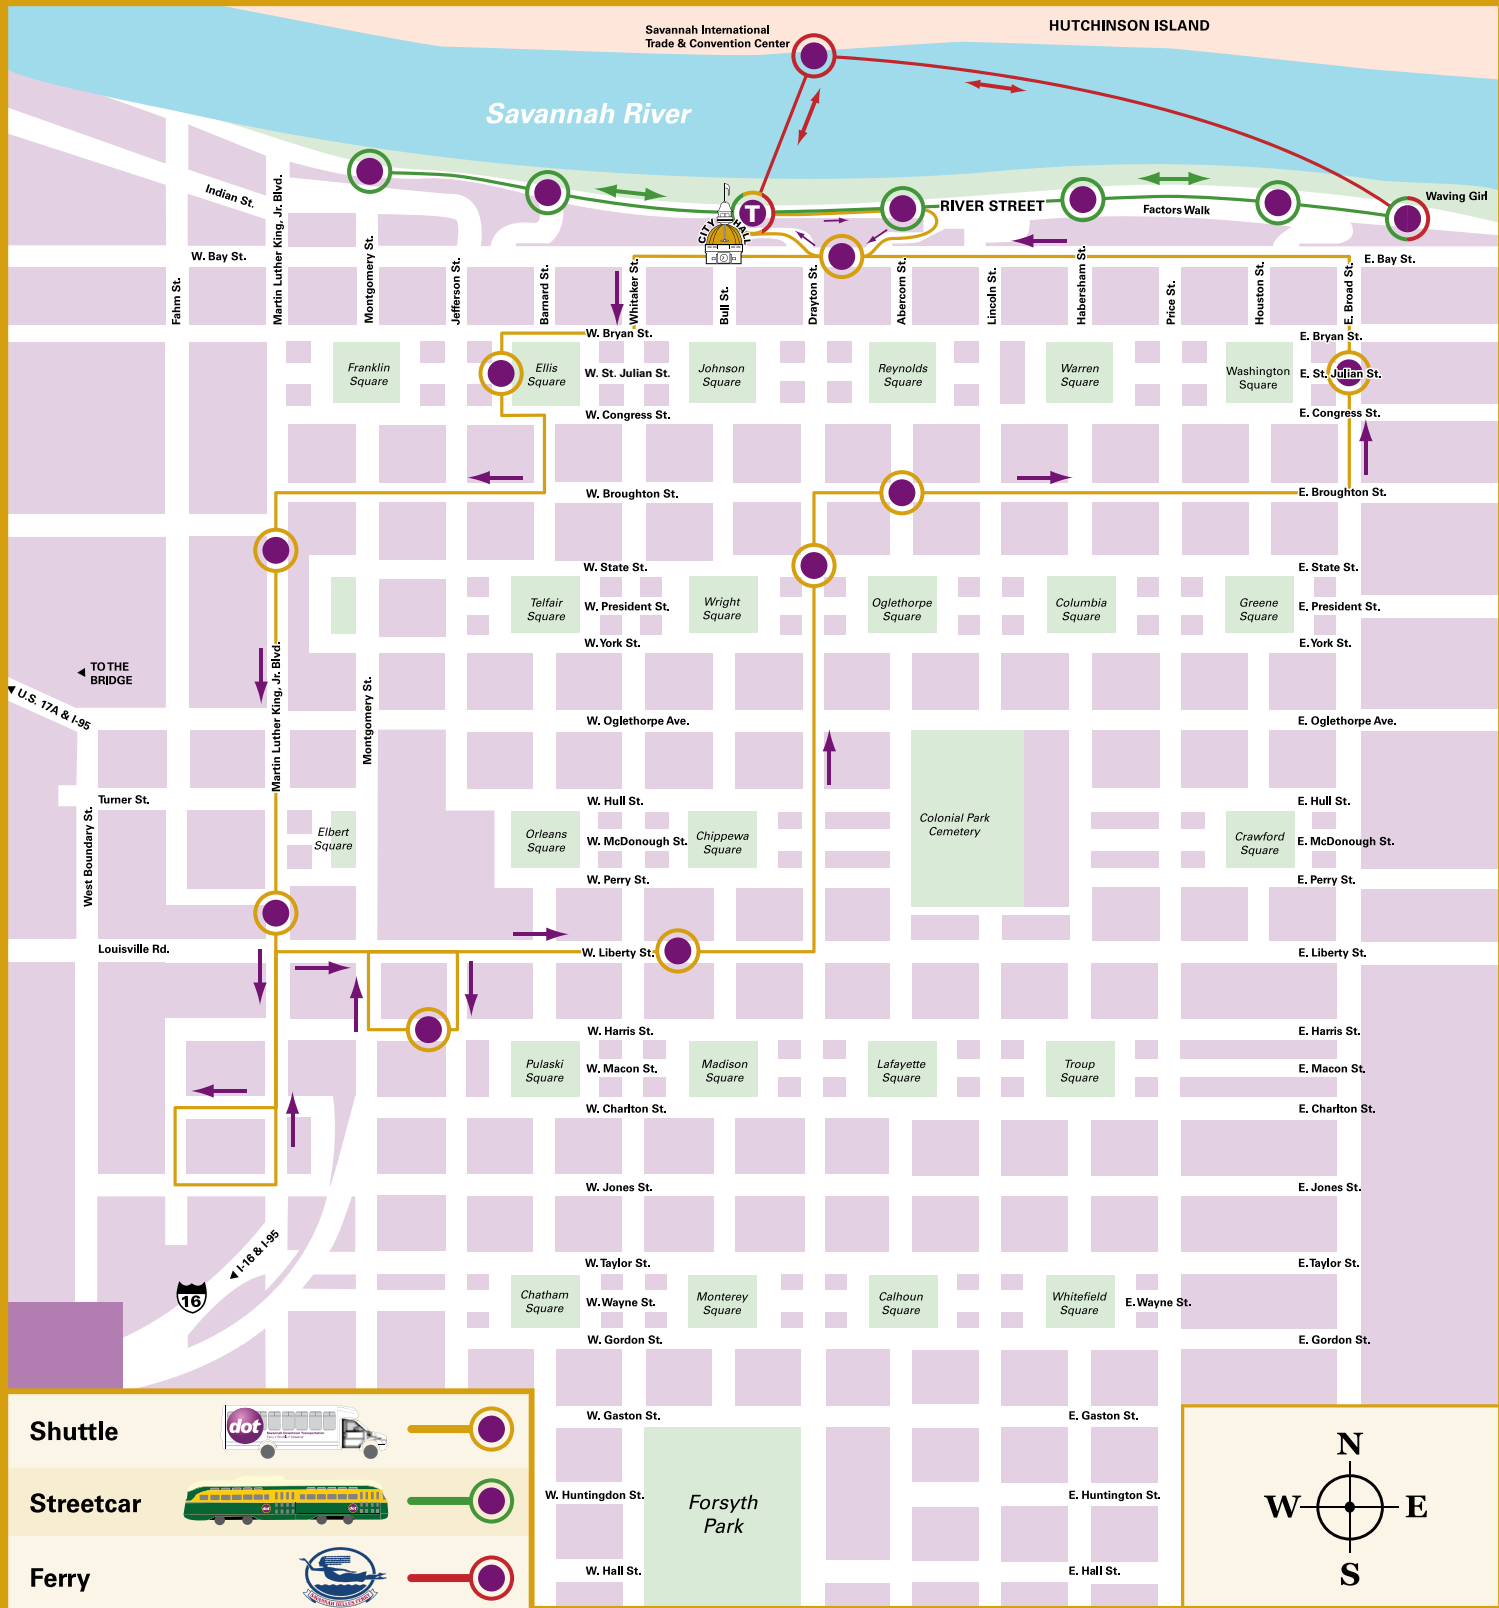 HUTCHINSON ISLAND
Savannah International
Trade & Convention Center
Savannah River
Indian St.
Martin Luther King, Jr. Blvd.
Montgomery St.
CITY HALL
T
RIVER STREET
Factors Walk
Waving Girl
W. Bay St.
E. Bay St.
Fahm St.
Jefferson St.
Barnard St.
Whitaker St.
Bull St.
Drayton St.
Abercorn St.
Lincoln St.
Habersham St.
Price St.
Houston St.
E. Broad St.
W. Bryan St.
E. Bryan St.
Franklin
Square
Ellis
Square
W. St. Julian St.
Johnson
Square
Reynolds
Square
Warren
Square
Washington
Square
E. St. Julian St.
W. Congress St.
E. Congress St.
W. Broughton St.
E. Broughton St.
W. State St.
E. State St.
Telfair
Square
W. President St.
Wright
Square
Oglethorpe
Square
Columbia
Square
Greene
Square
E. President St.
W. York St.
E. York St.
TO THE
BRIDGE
U.S. 17A & I-95
Martin Luther King, Jr. Blvd.
Montgomery St.
W. Oglethorpe Ave.
E. Oglethorpe Ave.
Turner St.
W. Hull St.
E. Hull St.
West Boundary St.
Elbert
Square
Orleans
Square
W. McDonough St.
Chippewa
Square
Colonial Park
Cemetery
Crawford
Square
E. McDonough St.
W. Perry St.
E. Perry St.
Louisville Rd.
W. Liberty St.
E. Liberty St.
W. Harris St.
E. Harris St.
Pulaski
Square
W. Macon St.
Madison
Square
Lafayette
Square
Troup
Square
E. Macon St.
W. Charlton St.
E. Charlton St.
W. Jones St.
E. Jones St.
I-16 & I-95
16
W. Taylor St.
E. Taylor St.
Chatham
Square
W. Wayne St.
Monterey
Square
Calhoun
Square
Whitefield
Square
E. Wayne St.
W. Gordon St.
E. Gordon St.
W. Gaston St.
E. Gaston St.
Forsyth
Park
W. Huntingdon St.
E. Huntington St.
W. Hall St.
E. Hall St.
Shuttle
dot
Savannah Downtown Transportation
Streetcar
dot
dot
Ferry
SAVANNAH BELLES FERRY
N
W E
S